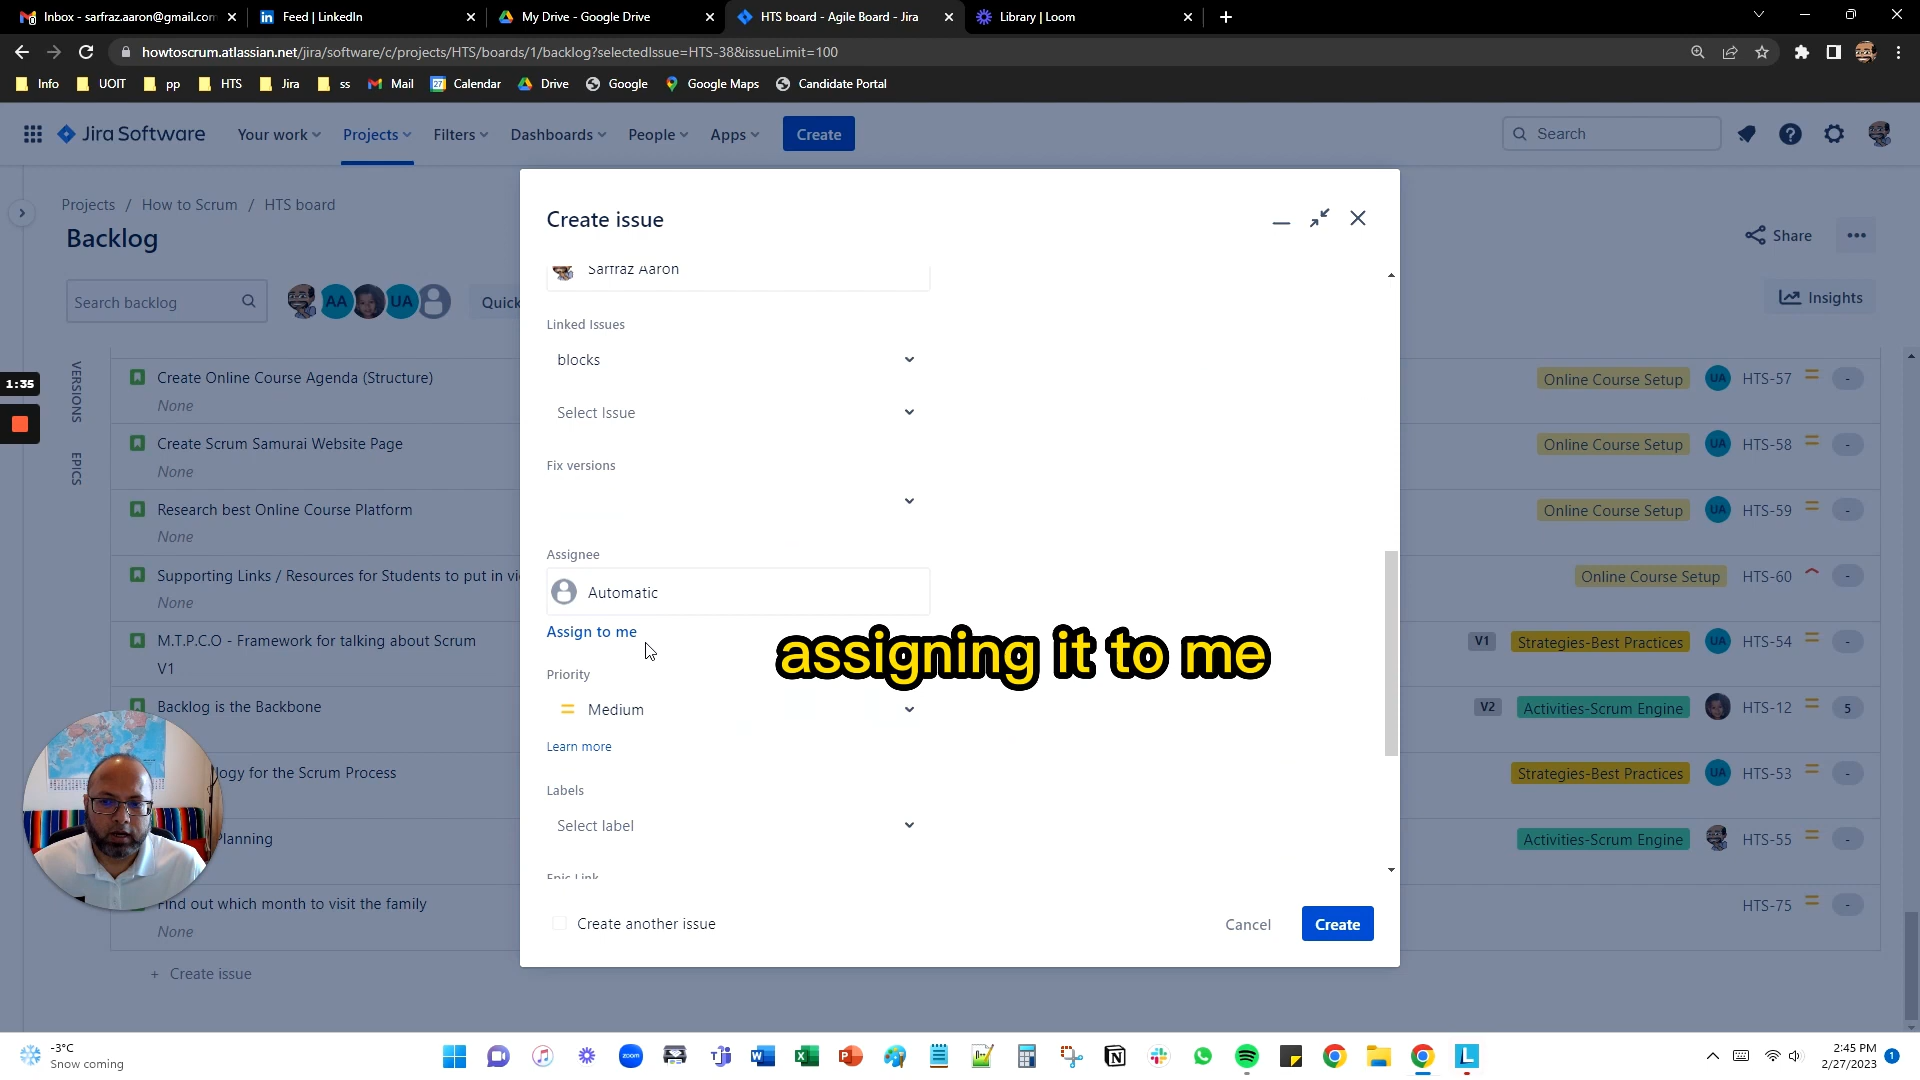 Inbox - sarfraz.aaron@gmail.com
Feed | LinkedIn
My Drive - Google Drive
HTS board - Agile Board - Jira
Library | Loom
howtoscrum.atlassian.net/jira/software/c/projects/HTS/boards/1/backlog?selectedIssue=HTS-38&issueLimit=100
Info UOIT pp HTS Jira ss Mail Calendar Drive Google Google Maps Candidate Portal
Jira Software Your work Projects Filters Dashboards People Apps Create Search
Projects / How to Scrum / HTS board
Backlog
Share
Search backlog
AA UA
Quick
Insights
VERSIONS
EPICS
1:35
Create Online Course Agenda (Structure)
None
Online Course Setup UA HTS-57 -
Create Scrum Samurai Website Page
None
Online Course Setup UA HTS-58 -
Research best Online Course Platform
None
Online Course Setup UA HTS-59 -
Supporting Links / Resources for Students to put in vi
None
Online Course Setup HTS-60 -
M.T.P.C.O - Framework for talking about Scrum
V1
V1 Strategies-Best Practices UA HTS-54 -
Backlog is the Backbone
V2 Activities-Scrum Engine HTS-12 5
ogy for the Scrum Process
Strategies-Best Practices UA HTS-53 -
Planning
Activities-Scrum Engine HTS-55 -
Find out which month to visit the family
None
HTS-75 -
+ Create issue
Create issue
Sarfraz Aaron
Linked Issues
blocks
Select Issue
Fix versions
Assignee
Automatic
Assign to me
assigning it to me
Priority
Medium
Learn more
Labels
Select label
Epic Link
Create another issue
Cancel
Create
-3°C
Snow coming
zoom
2:45 PM
2/27/2023
1